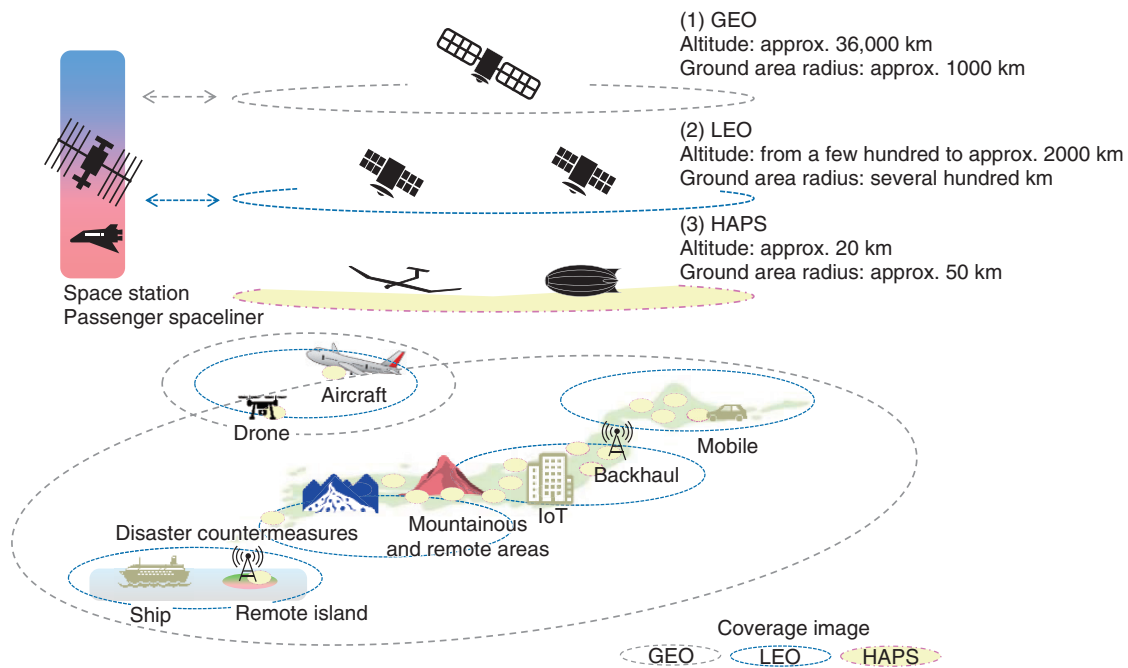 (1) GEO
Altitude: approx. 36,000 km
Ground area radius: approx. 1000 km
(2) LEO
Altitude: from a few hundred to approx. 2000 km
Ground area radius: several hundred km
(3) HAPS
Altitude: approx. 20 km
Ground area radius: approx. 50 km
Space station
Passenger spaceliner
Aircraft
Drone
Mobile
Backhaul
IoT
Disaster countermeasures
Mountainous
and remote areas
Ship
Remote island
Coverage image
GEO
LEO
HAPS